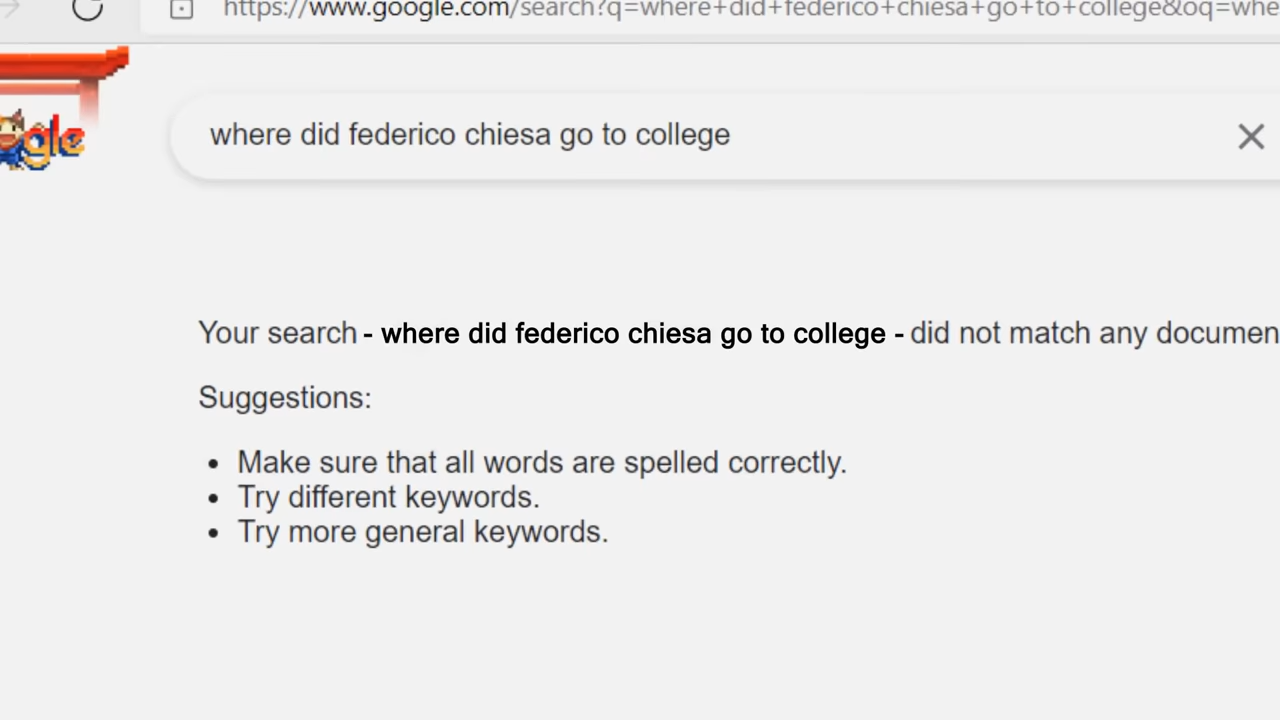 https://www.google.com/search?q=where+did+federico+chiesa+go+to+college&oq=whe
gle
where did federico chiesa go to college
Your search - where did federico chiesa go to college - did not match any documen
Suggestions:
Make sure that all words are spelled correctly.
Try different keywords.
Try more general keywords.